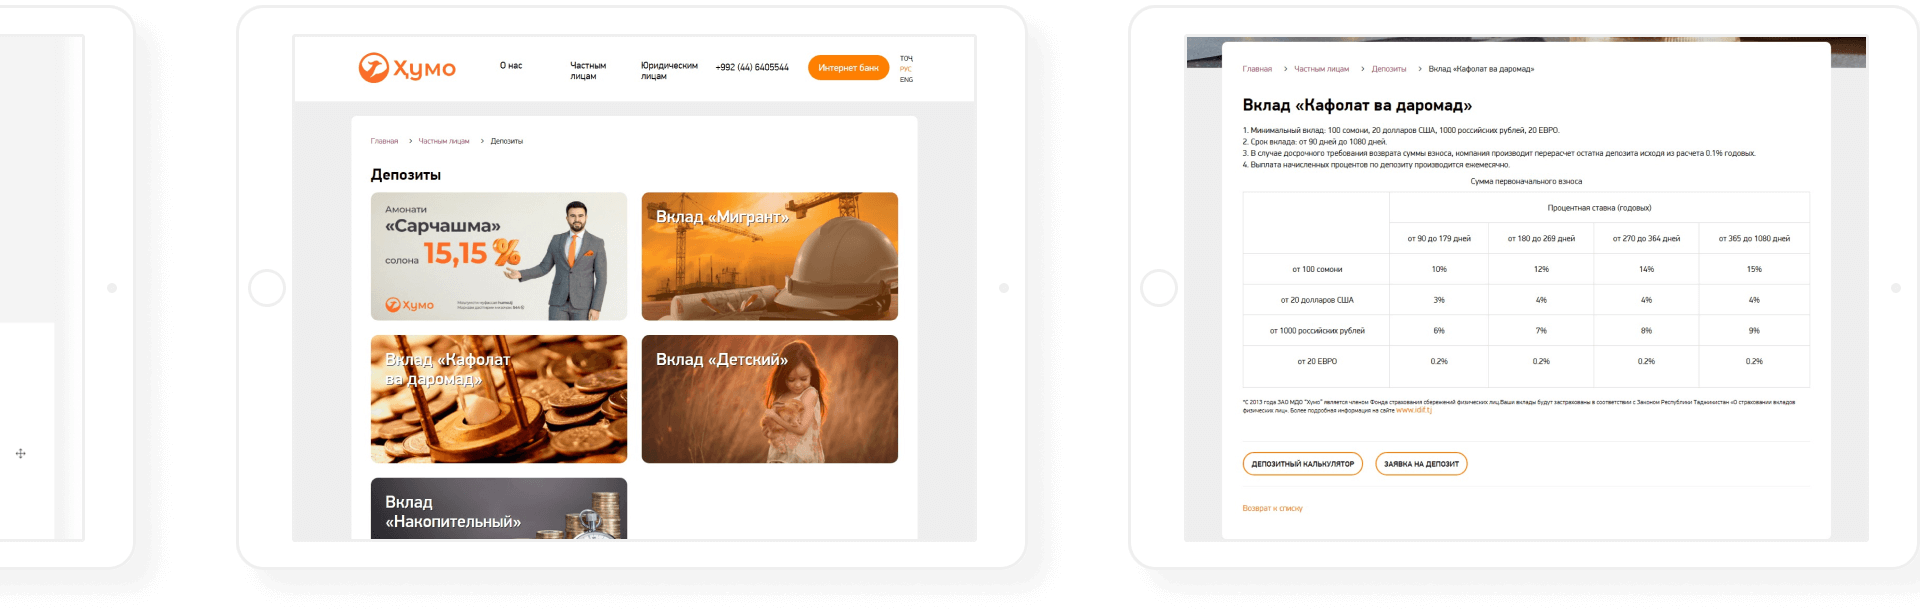 Хумо
О нас
Частным
лицам
Юридическим
лицам
+992 (44) 6405544
Интернет банк
ТОҶ
РУС
ENG
Главная > Частным лицам > Депозиты
Депозиты
Амонати
«Сарчашма»
солона 15,15 %
Хумо
Вклад «Мигрант»
Вклад «Кафолат
ва даромад»
Вклад «Детский»
Вклад
«Накопительный»
Главная > Частным лицам > Депозиты > Вклад «Кафолат ва даромад»
Вклад «Кафолат ва даромад»
1. Минимальный вклад: 100 сомони, 20 долларов США, 1000 российских рублей, 20 ЕВРО.
2. Срок вклада: от 90 дней до 1080 дней.
3. В случае досрочного требования возврата суммы взноса, компания производит перерасчет остатка депозита исходя из расчета 0.1% годовых.
4. Выплата начисленных процентов по депозиту производится ежемесячно.
Сумма первоначального взноса
Процентная ставка (годовых)
от 90 до 179 дней от 180 до 269 дней от 270 до 364 дней от 365 до 1080 дней
от 100 сомони 10% 12% 14% 15%
от 20 долларов США 3% 4% 4% 4%
от 1000 российских рублей 6% 7% 8% 9%
от 20 ЕВРО 0.2% 0.2% 0.2% 0.2%
*С 2013 года ЗАО МДО "Хумо" является членом Фонда страхования сбережений физических лиц.Ваши вклады будут застрахованы в соответствии с Законом Республики Таджикистан «О страховании вкладов
физических лиц». Более подробная информация на сайте www.idif.tj
ДЕПОЗИТНЫЙ КАЛЬКУЛЯТОР
ЗАЯВКА НА ДЕПОЗИТ
Возврат к списку